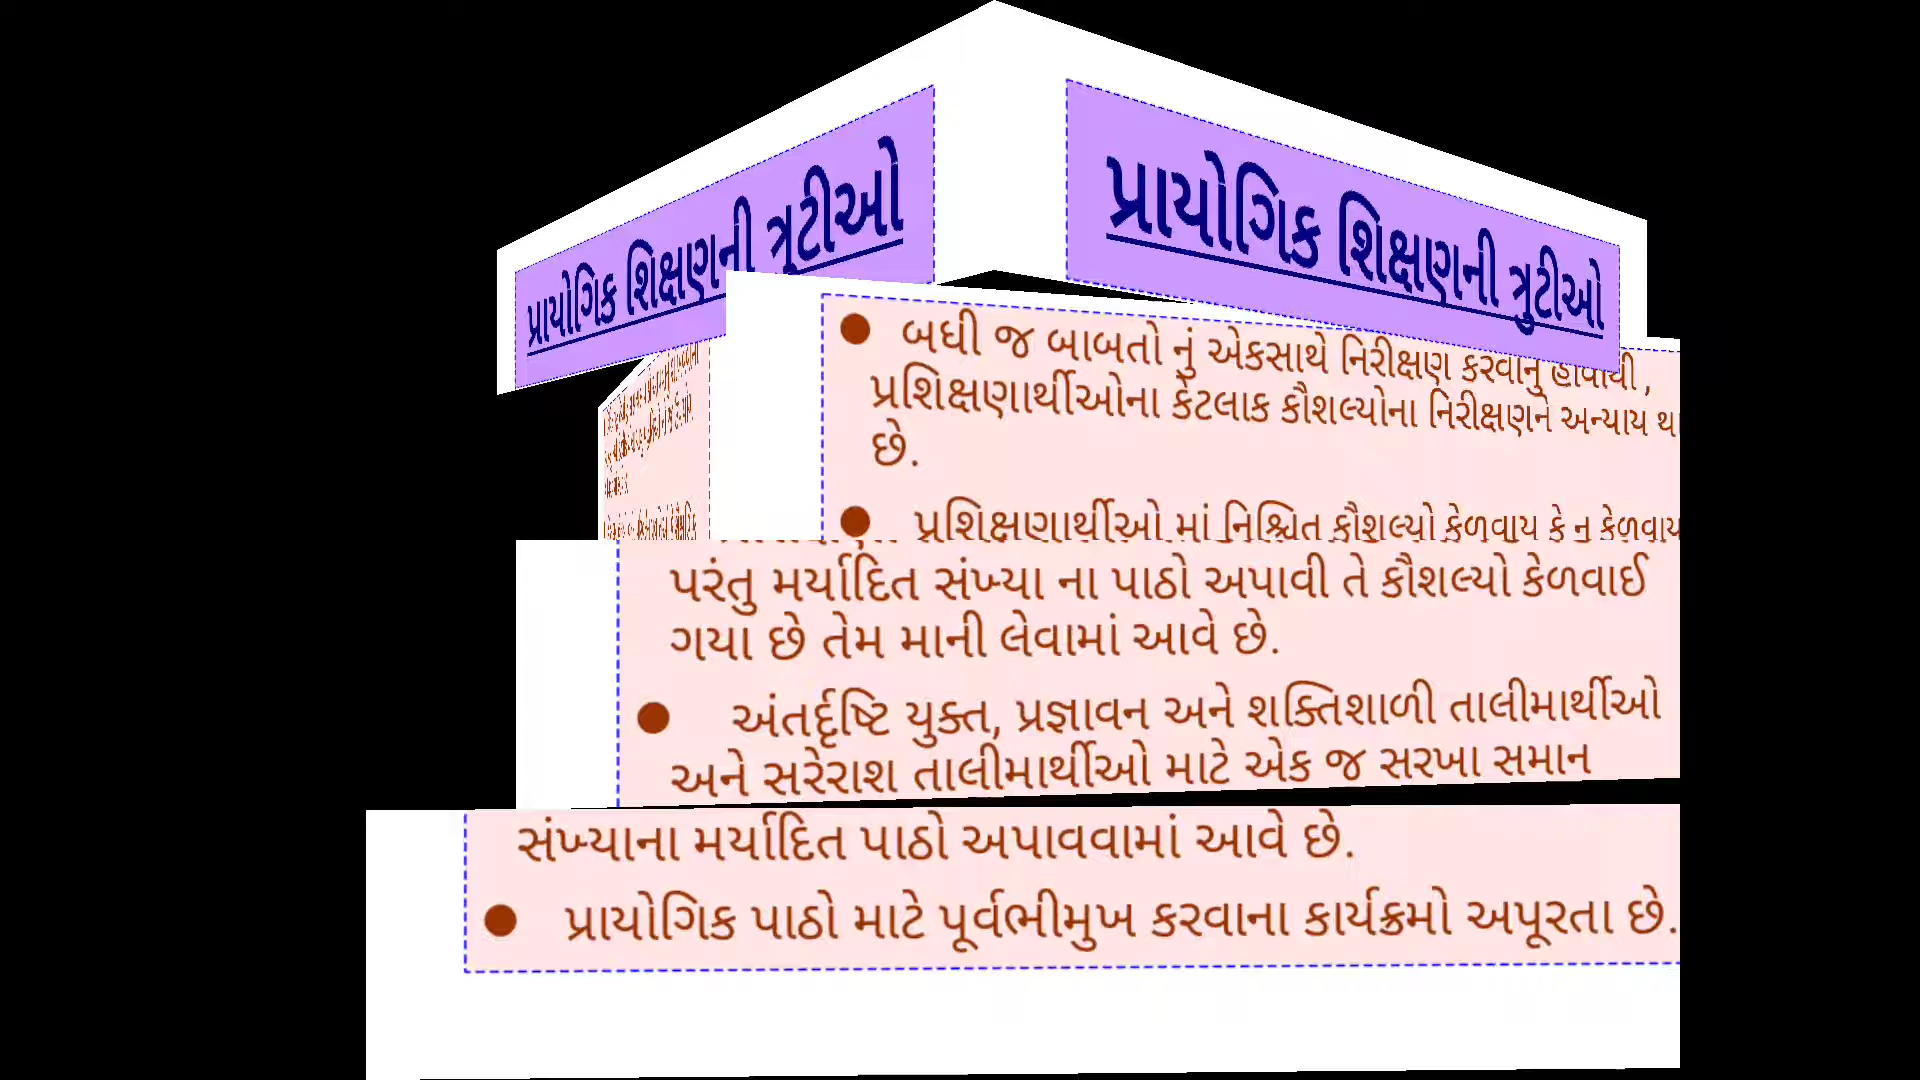 પ્રાયોગિક શિક્ષણની ત્રુટીઓ
પ્રાયોગિક શિક્ષણની ત્રુટીઓ
બધી જ બાબતો નું એકસાથે નિરીક્ષણ કરવાનું હોવાથી,
પ્રશિક્ષણાર્થીઓના કેટલાક કૌશલ્યોના નિરીક્ષણને અન્યાય
છે.
પ્રશિક્ષણાર્થીઓ માં નિશ્ચિત કૌશલ્યો કેળવાય કે ન કેળવાય
પરંતુ મર્યાદિત સંખ્યા ના પાઠો અપાવી તે કૌશલ્યો કેળવાઈ
ગયા છે તેમ માની લેવામાં આવે છે.
અંતર્દૃષ્ટિ યુક્ત, પ્રજ્ઞાવન અને શક્તિશાળી તાલીમાર્થીઓ
અને સરેરાશ તાલીમાર્થીઓ માટે એક જ સરખા સમાન
સંખ્યાના મર્યાદિત પાઠો અપાવવામાં આવે છે.
પ્રાયોગિક પાઠો માટે પૂર્વભીમુખ કરવાના કાર્યક્રમો અપૂરતા છે.